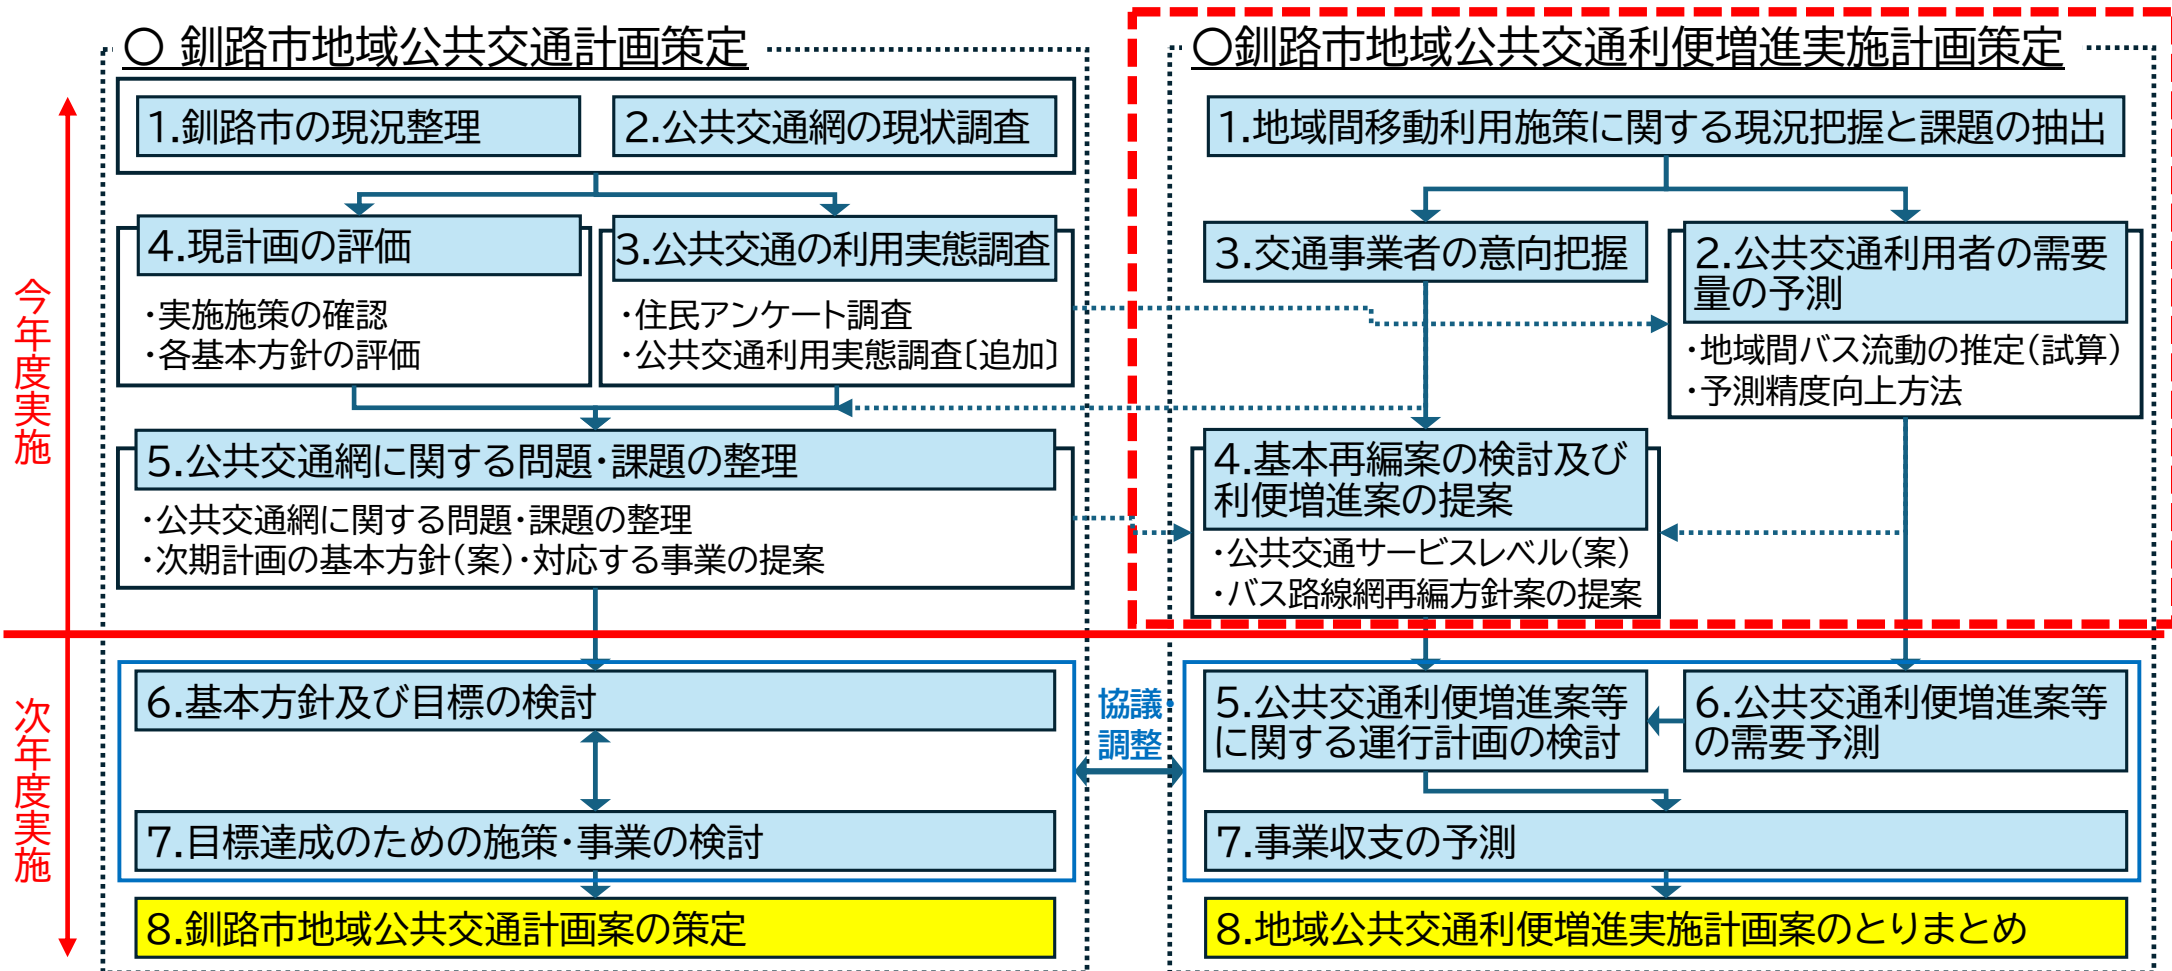 ○ 釧路市地域公共交通計画策定
1.釧路市の現況整理
2.公共交通網の現状調査
4.現計画の評価
・実施施策の確認
・各基本方針の評価
3.公共交通の利用実態調査
・住民アンケート調査
・公共交通利用実態調査〔追加〕
5.公共交通網に関する問題・課題の整理
・公共交通網に関する問題・課題の整理
・次期計画の基本方針(案)・対応する事業の提案
6.基本方針及び目標の検討
7.目標達成のための施策・事業の検討
8.釧路市地域公共交通計画案の策定
○釧路市地域公共交通利便増進実施計画策定
1.地域間移動利用施策に関する現況把握と課題の抽出
3.交通事業者の意向把握
2.公共交通利用者の需要
量の予測
・地域間バス流動の推定(試算)
・予測精度向上方法
4.基本再編案の検討及び
利便増進案の提案
・公共交通サービスレベル(案)
・バス路線網再編方針案の提案
5.公共交通利便増進案等
に関する運行計画の検討
6.公共交通利便増進案等
の需要予測
7.事業収支の予測
8.地域公共交通利便増進実施計画案のとりまとめ
協議・
調整
今年度実施
次年度実施